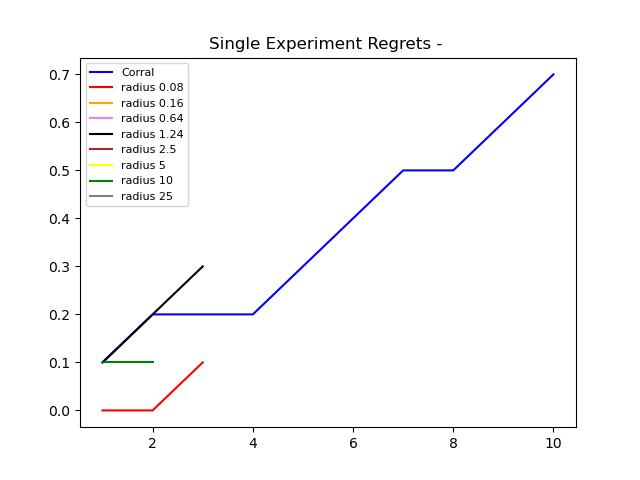 Single Experiment Regrets -
Corral
radius 0.08
radius 0.16
radius 0.64
radius 1.24
radius 2.5
radius 5
radius 10
radius 25
0.7
0.6
0.5
0.4
0.3
0.2
0.1
0.0
2 4 6 8 10